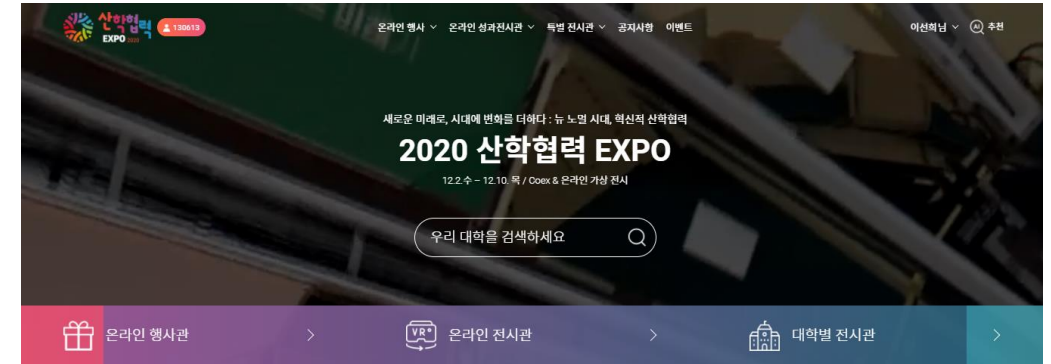 산학협력
EXPO 2020
130613
온라인 행사
온라인 성과전시관
특별 전시관
공지사항
이벤트
이선희님
AI 추천
새로운 미래로, 시대에 변화를 더하다 : 뉴 노멀 시대, 혁신적 산학협력
2020 산학협력 EXPO
12.2.수 – 12.10. 목 / Coex & 온라인 가상 전시
우리 대학을 검색하세요
온라인 행사관
VR
온라인 전시관
대학별 전시관